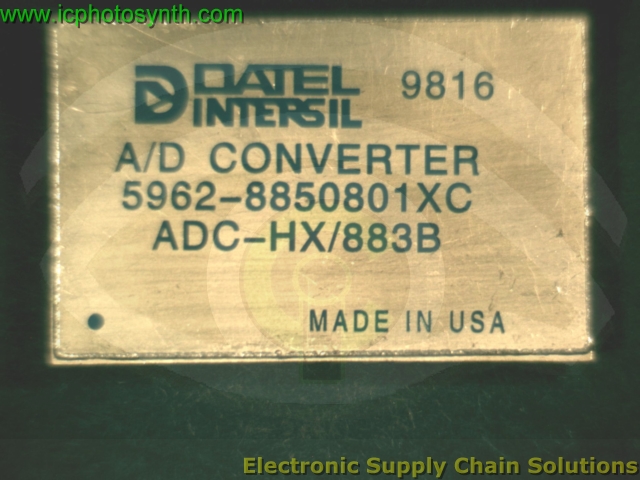 www.icphotosynth.com
DATEL 9816
INTERSIL
A/D CONVERTER
5962-8850801XC
ADC-HX/883B
MADE IN USA
Electronic Supply Chain Solutions